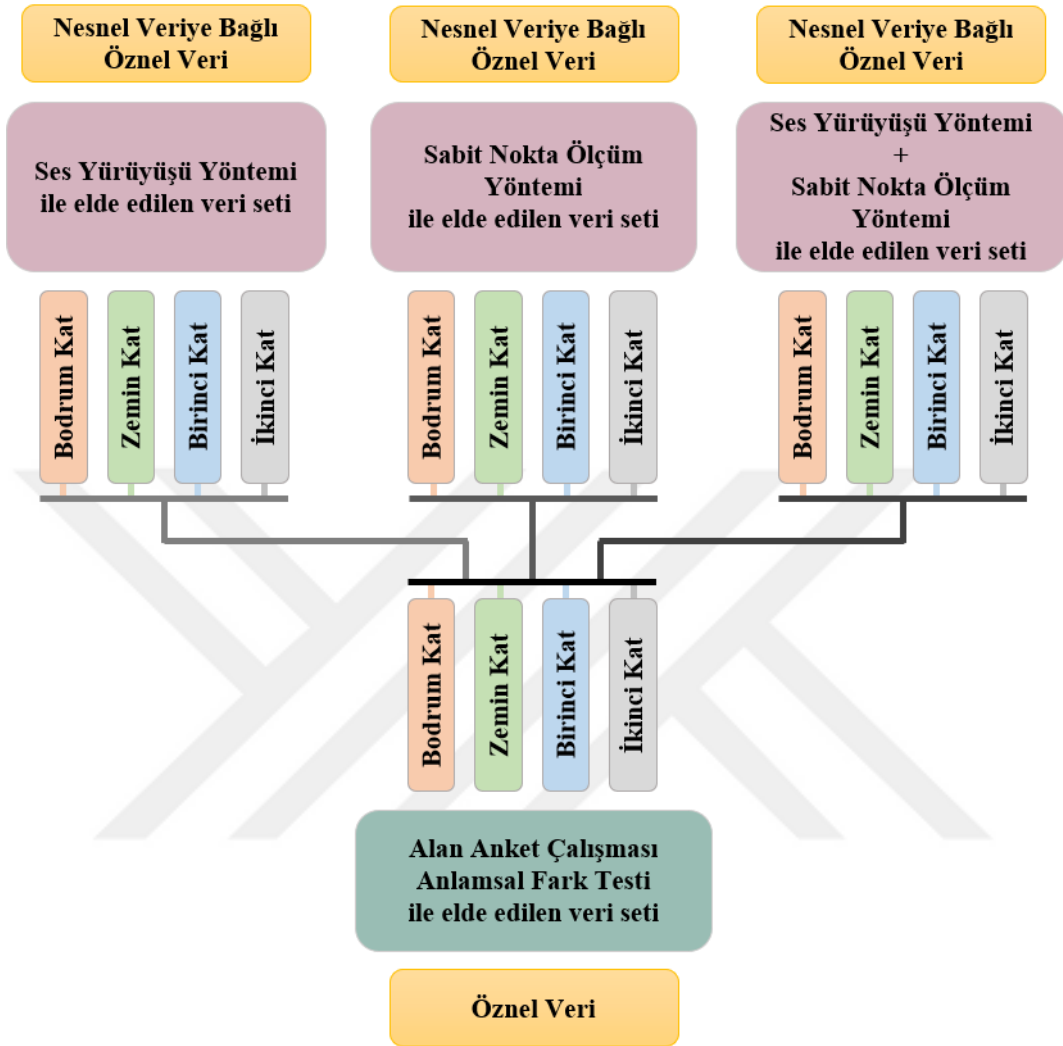 Nesnel Veriye Bağlı
Öznel Veri
Nesnel Veriye Bağlı
Öznel Veri
Nesnel Veriye Bağlı
Öznel Veri
Ses Yürüyüşü Yöntemi
ile elde edilen veri seti
Sabit Nokta Ölçüm
Yöntemi
ile elde edilen veri seti
Ses Yürüyüşü Yöntemi
+
Sabit Nokta Ölçüm
Yöntemi
ile elde edilen veri seti
Bodrum Kat
Zemin Kat
Birinci Kat
İkinci Kat
Bodrum Kat
Zemin Kat
Birinci Kat
İkinci Kat
Bodrum Kat
Zemin Kat
Birinci Kat
İkinci Kat
Bodrum Kat
Zemin Kat
Birinci Kat
İkinci Kat
Alan Anket Çalışması
Anlamsal Fark Testi
ile elde edilen veri seti
Öznel Veri